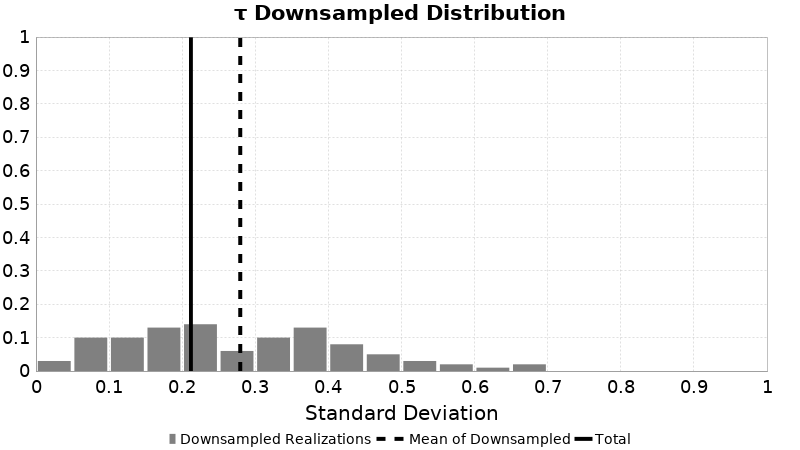 τ Downsampled Distribution
1
0.9
0.8
0.7
0.6
0.5
0.4
0.3
0.2
0.1
0
0 0.1 0.2 0.3 0.4 0.5 0.6 0.7 0.8 0.9 1
Standard Deviation
Downsampled Realizations Mean of Downsampled Total